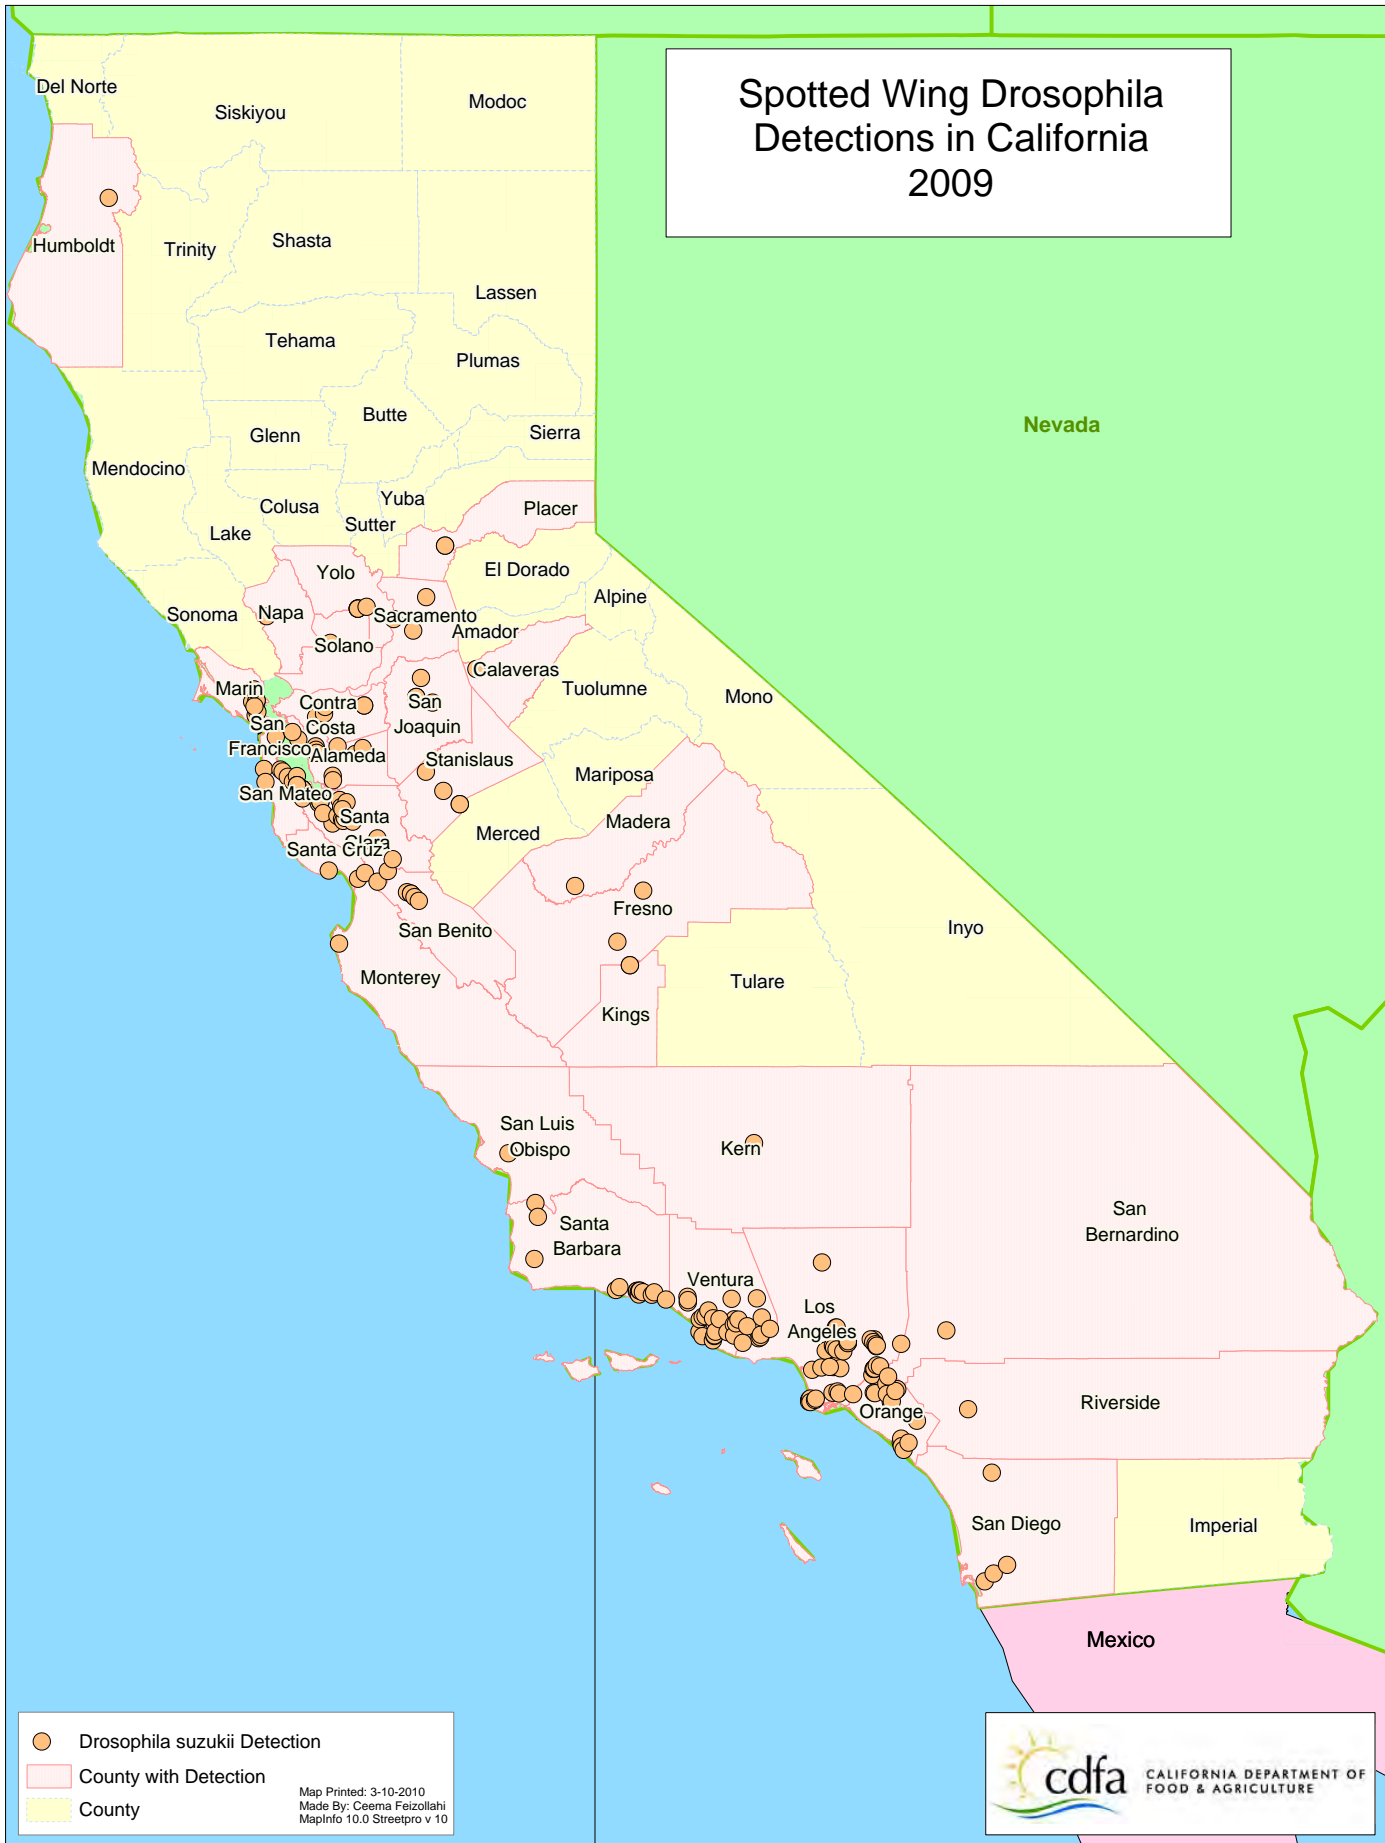 Spotted Wing Drosophila
Detections in California
2009
Del Norte
Siskiyou
Modoc
Humboldt
Trinity
Shasta
Lassen
Tehama
Plumas
Butte
Glenn
Sierra
Nevada
Mendocino
Colusa
Yuba
Placer
Lake
Sutter
Yolo
El Dorado
Alpine
Sonoma
Napa
Sacramento
Amador
Solano
Calaveras
Marin
Tuolumne
Mono
Contra
Costa
San
Joaquin
San
Francisco
Alameda
Stanislaus
Mariposa
San Mateo
Santa
Clara
Madera
Merced
Santa Cruz
Fresno
San Benito
Inyo
Monterey
Tulare
Kings
San Luis
Obispo
Kern
San
Bernardino
Santa
Barbara
Ventura
Los
Angeles
Orange
Riverside
San Diego
Imperial
Mexico
Drosophila suzukii Detection
County with Detection
County
Map Printed: 3-10-2010
Made By: Ceema Feizollahi
MapInfo 10.0 Streetpro v 10
cdfa
CALIFORNIA DEPARTMENT OF
FOOD & AGRICULTURE